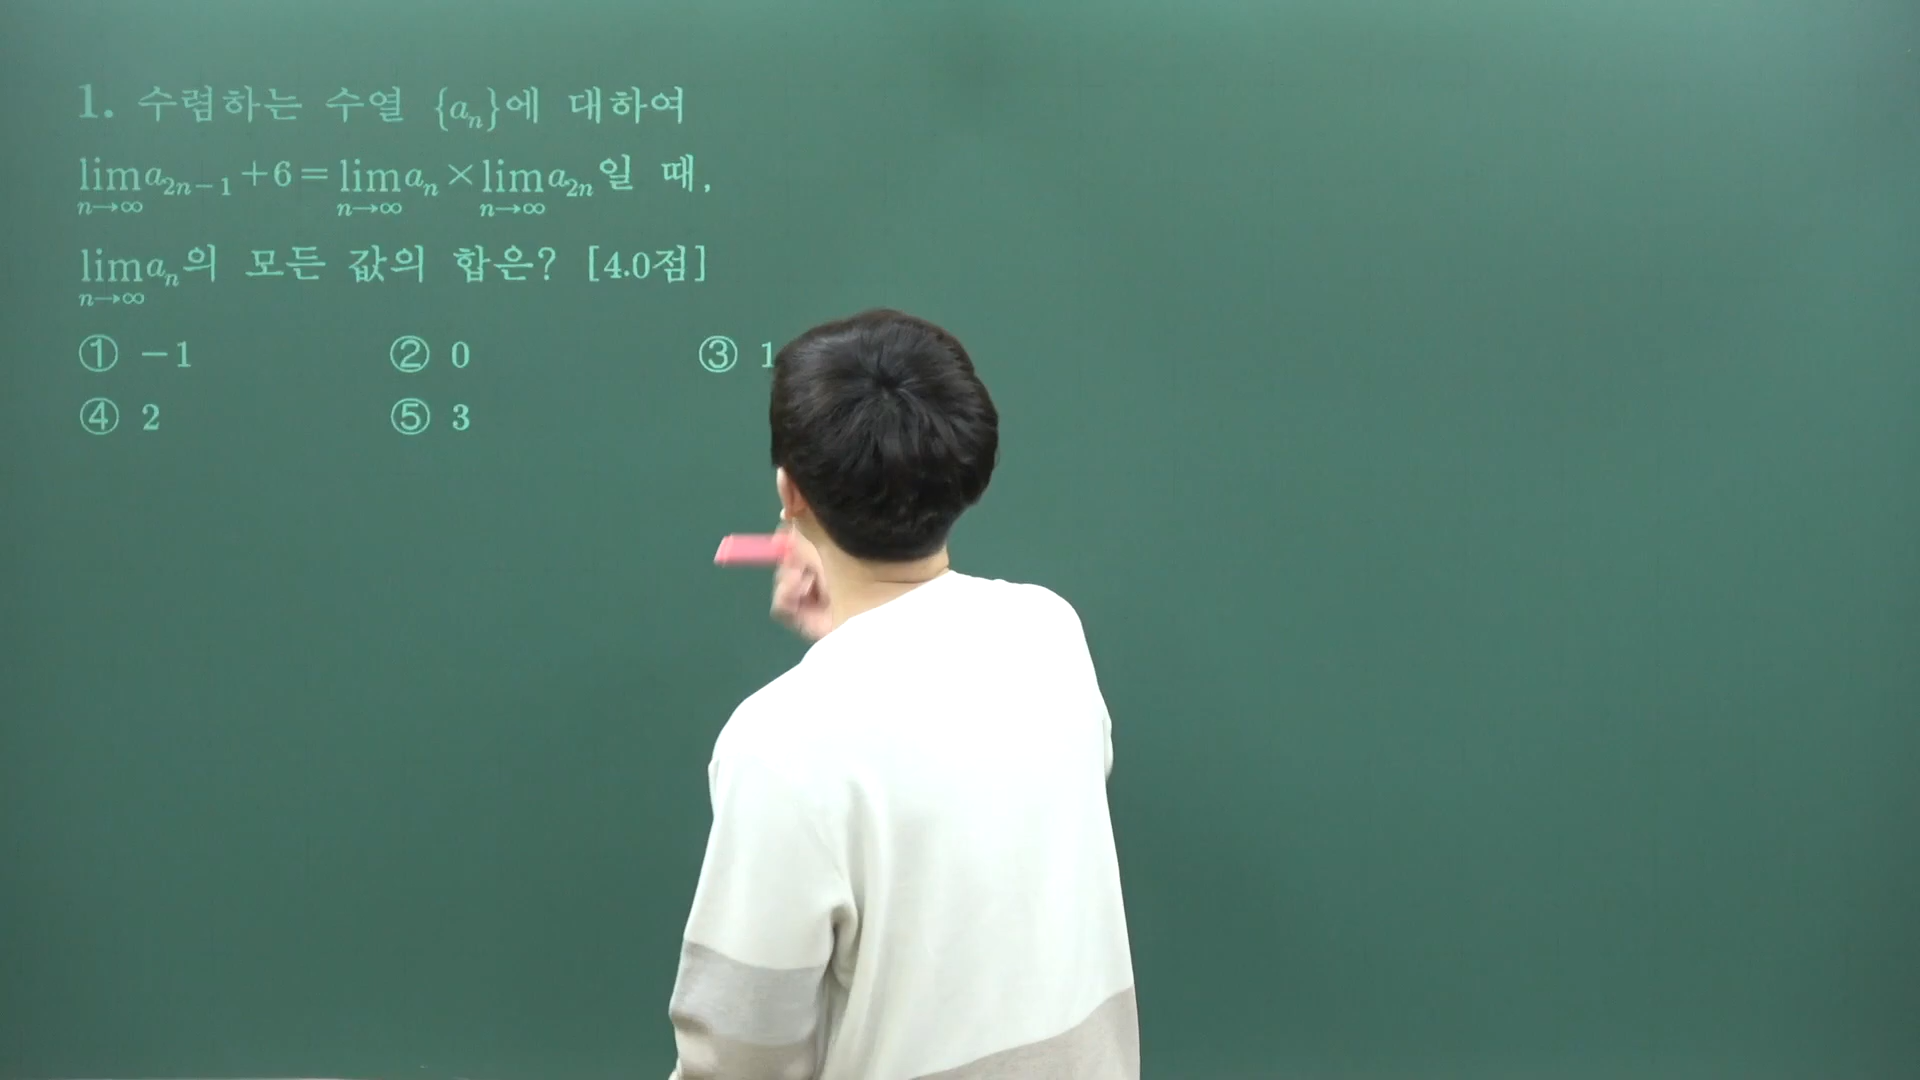 1. 수렴하는 수열 {aₙ}에 대하여
lim_{n→∞} a_{2n-1} + 6 = lim_{n→∞} aₙ × lim_{n→∞} a_{2n} 일 때,
lim_{n→∞} aₙ의 모든 값의 합은? [4.0점]
① -1 ② 0 ③ 1
④ 2 ⑤ 3